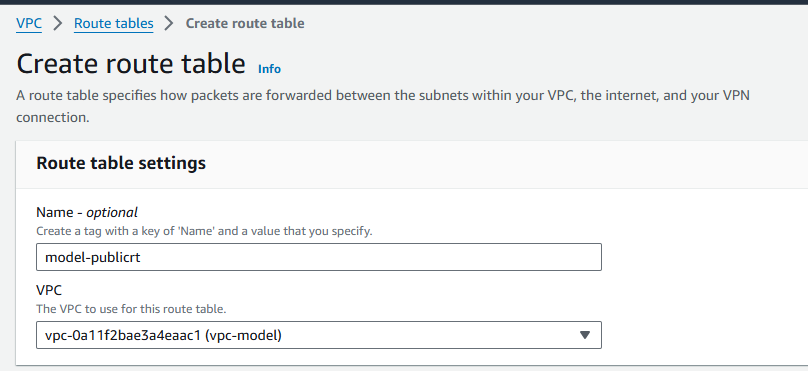 VPC > Route tables > Create route table
Create route table Info
A route table specifies how packets are forwarded between the subnets within your VPC, the internet, and your VPN
connection.
Route table settings
Name - optional
Create a tag with a key of 'Name' and a value that you specify.
model-publicrt
VPC
The VPC to use for this route table.
vpc-0a11f2bae3a4eaac1 (vpc-model)